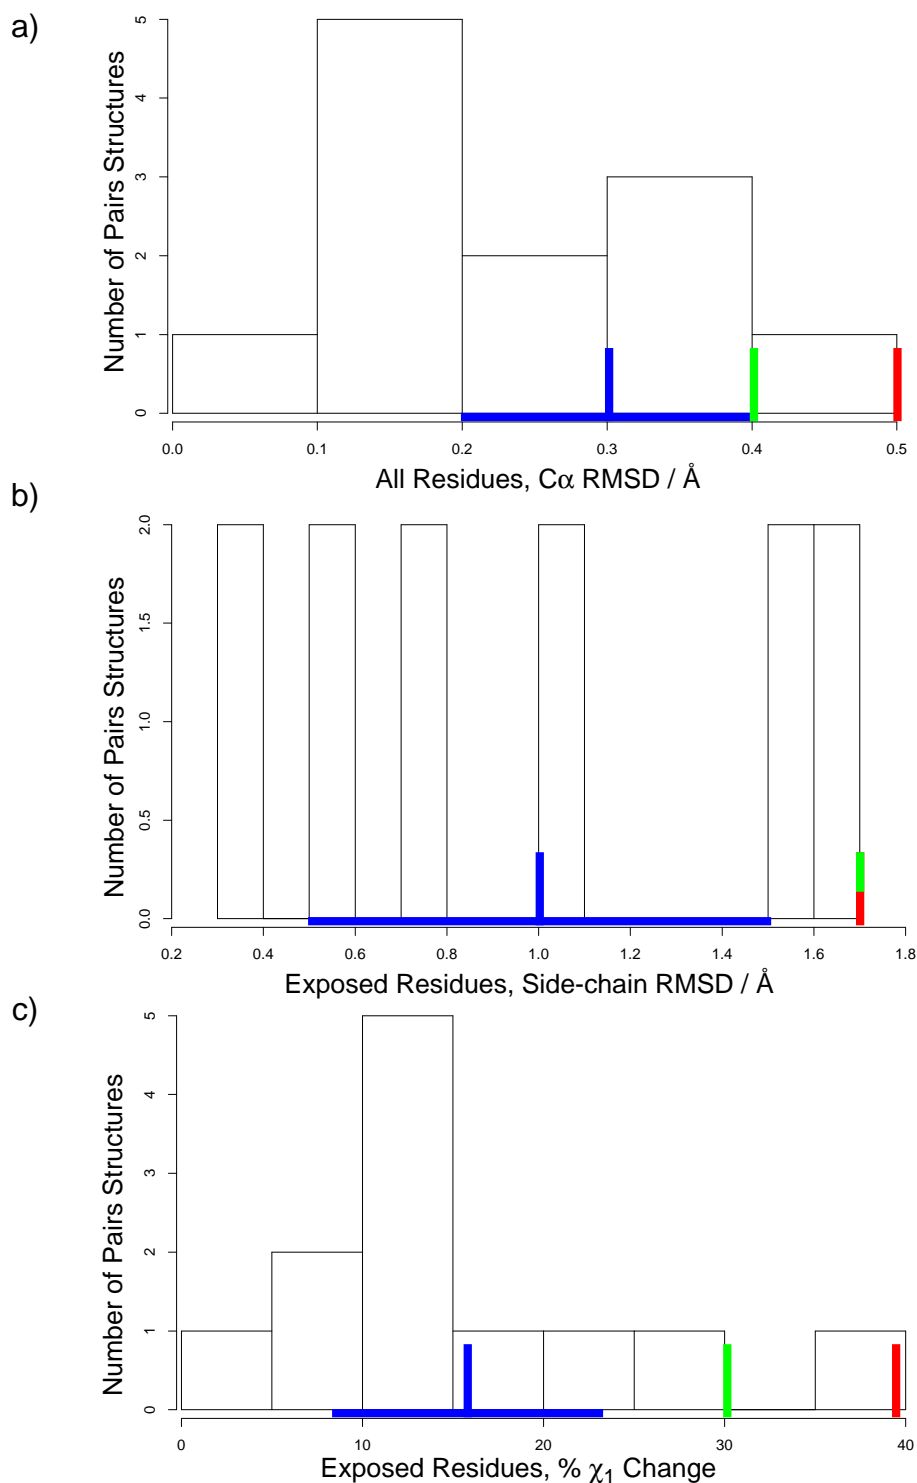 a)
Number of Pairs Structures
5
4
3
2
1
0
0.0 0.1 0.2 0.3 0.4 0.5
All Residues, Cα RMSD / Å
b)
Number of Pairs Structures
2.0
1.5
1.0
0.5
0.0
0.2 0.4 0.6 0.8 1.0 1.2 1.4 1.6 1.8
Exposed Residues, Side-chain RMSD / Å
c)
Number of Pairs Structures
5
4
3
2
1
0
0 10 20 30 40
Exposed Residues, % χ1 Change